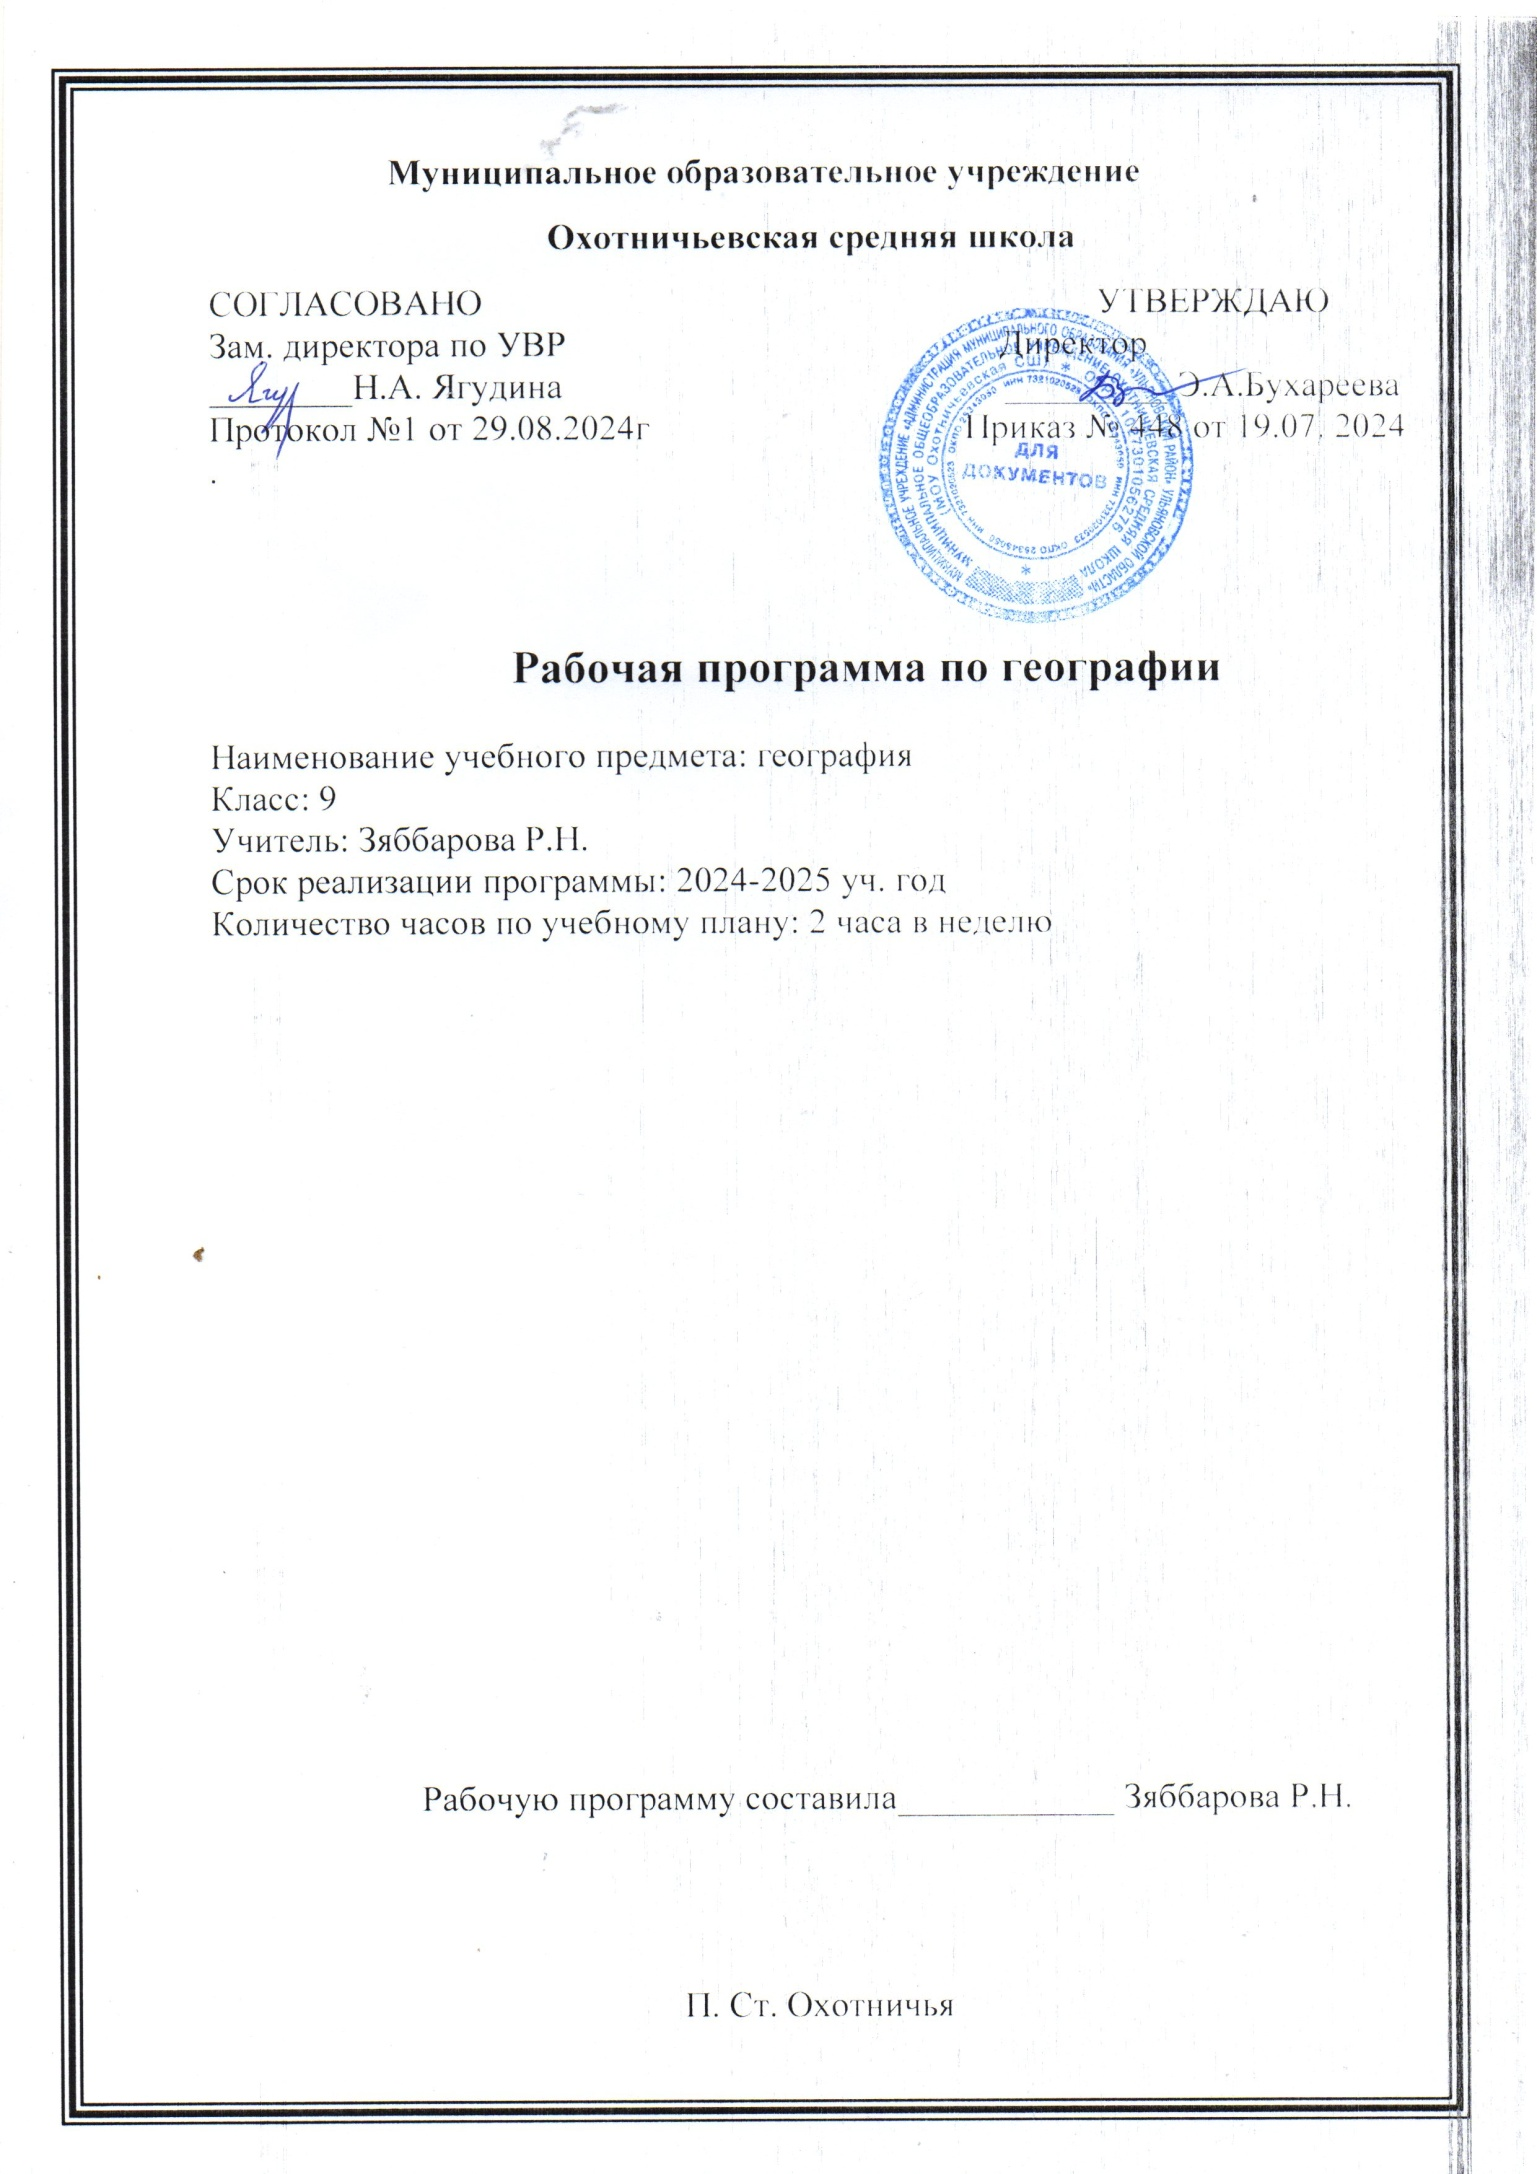 Муниципальное образовательное учреждение
Охотничьевская средняя школа
СОГЛАСОВАНО УТВЕРЖДАЮ
Зам. директора по УВР Директор
Н.А. Ягудина Э.А.Бухареева
Протокол №1 от 29.08.2024г Приказ № 448 от 19.07. 2024
.
ДЛЯ
ДОКУМЕНТОВ
Рабочая программа по географии
Наименование учебного предмета: география
Класс: 9
Учитель: Зяббарова Р.Н.
Срок реализации программы: 2024-2025 уч. год
Количество часов по учебному плану: 2 часа в неделю
Рабочую программу составила____________ Зяббарова Р.Н.
П. Ст. Охотничья